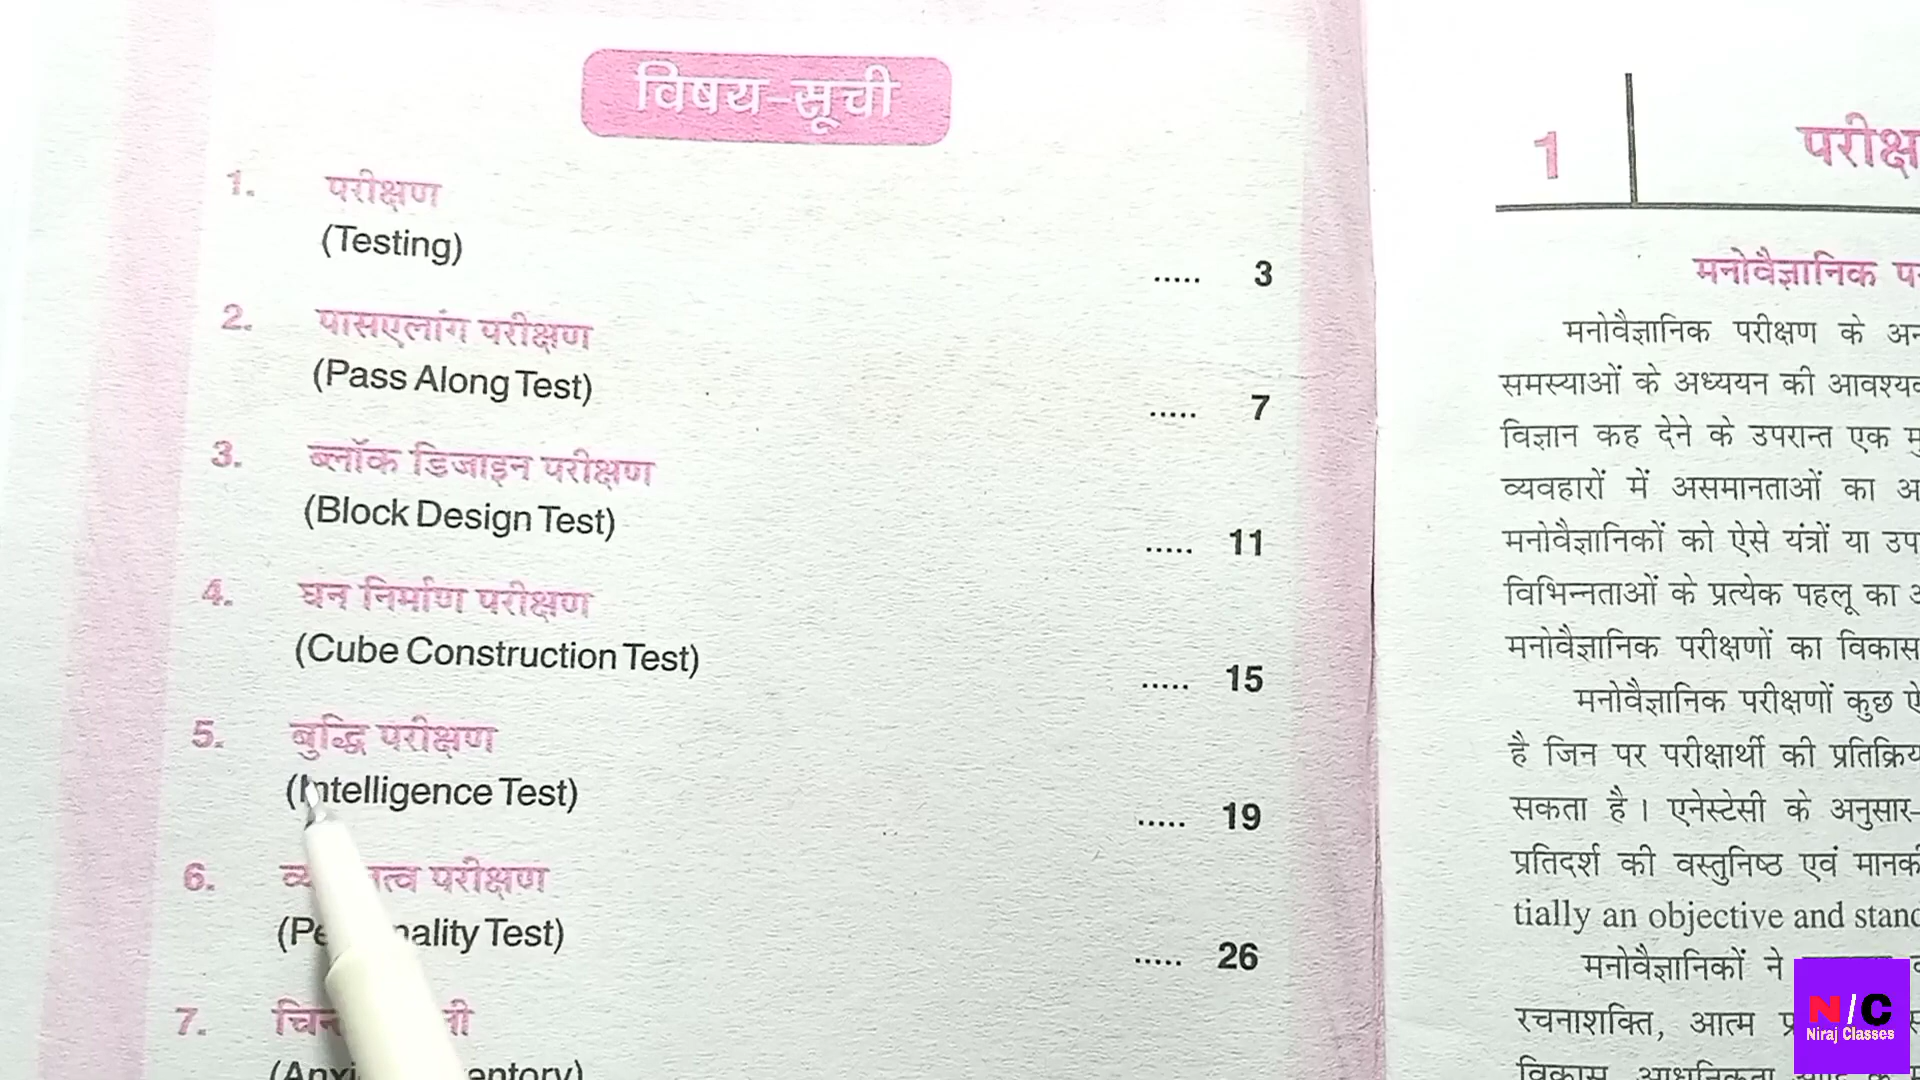 विषय-सूची
1. परीक्षण
(Testing) ..... 3
2. पासएलांग परीक्षण
(Pass Along Test) ..... 7
3. ब्लॉक डिजाइन परीक्षण
(Block Design Test) ..... 11
4. घन निर्माण परीक्षण
(Cube Construction Test) ..... 15
5. बुद्धि परीक्षण
(Intelligence Test) ..... 19
6. परीक्षण
Test) ..... 26
7.
1
मनोवैज्ञानिक
मनोवैज्ञानिक परीक्षण के
समस्याओं के अध्ययन की
विज्ञान कह देने के उपरान्त एक
व्यवहारों में असमानताओं का
मनोवैज्ञानिकों को ऐसे यंत्रों या
विभिन्नताओं के प्रत्येक पहलू का
मनोवैज्ञानिक परीक्षणों का विकास
मनोवैज्ञानिक परीक्षणों कुछ
है जिन पर परीक्षार्थी की
सकता है। एनेस्टेसी के अनुसार-
प्रतिदर्श की वस्तुनिष्ठ एवं
tially an objective and
मनोवैज्ञानिकों ने
रचनाशक्ति, आत्म
N/C
Niraj Classes